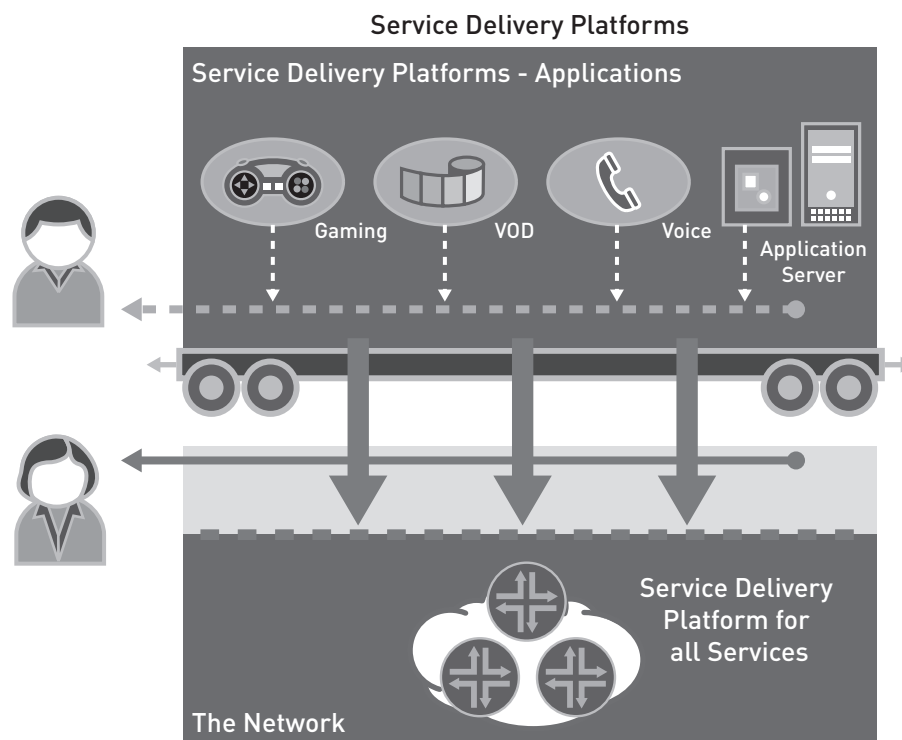 Service Delivery Platforms
Service Delivery Platforms - Applications
Gaming
VOD
Voice
Application
Server
Service Delivery
Platform for
all Services
The Network